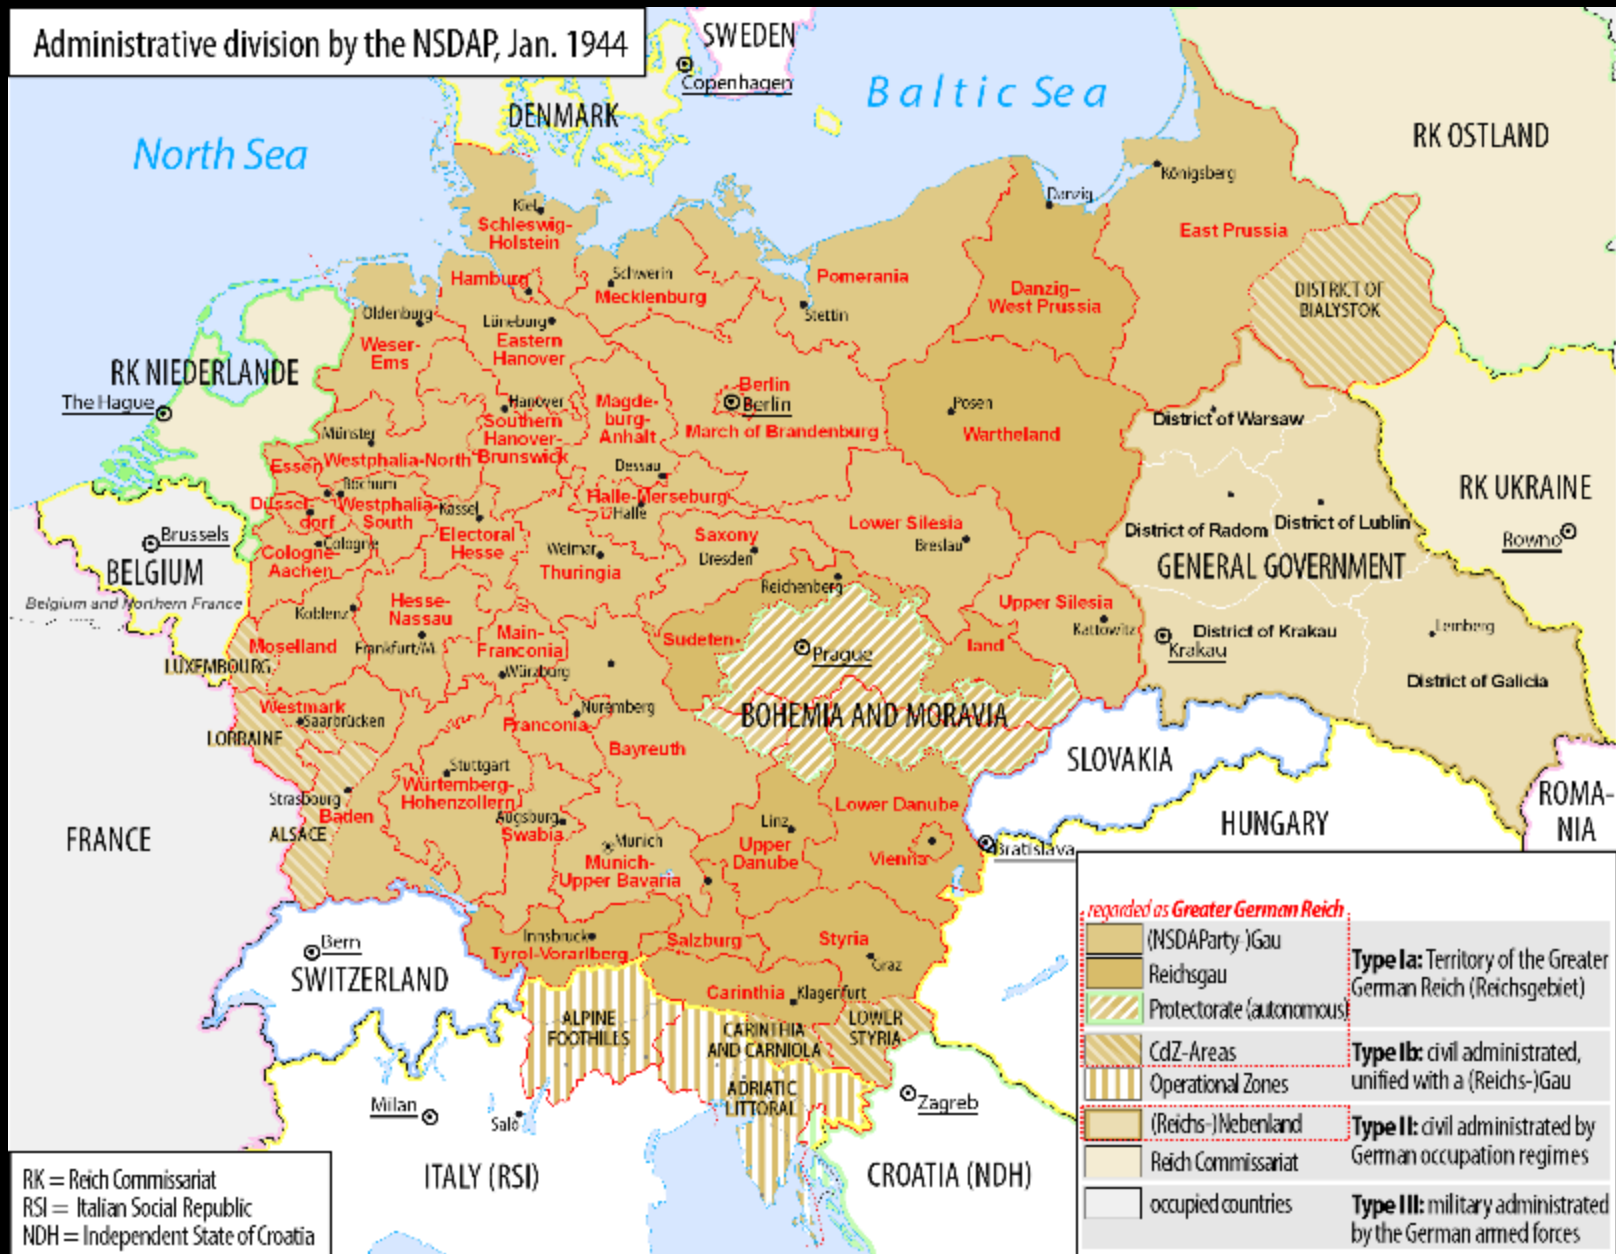 Administrative division by the NSDAP, Jan. 1944
SWEDEN
Copenhagen
DENMARK
Baltic Sea
North Sea
RK OSTLAND
Königsberg
Danzig
Kiel
Schleswig-
Holstein
East Prussia
Hamburg
Schwerin
Mecklenburg
Pomerania
Danzig–
West Prussia
DISTRICT OF
BIALYSTOK
Oldenburg
Lüneburg
Stettin
Weser-
Ems
Eastern
Hanover
RK NIEDERLANDE
The Hague
Berlin
Berlin
March of Brandenburg
Hanover
Southern
Hanover-
Brunswick
Magde-
burg-
Anhalt
Posen
Wartheland
District of Warsaw
Münster
Essen
Westphalia-North
Dessau
Bochum
Düssel-
dorf
Westphalia-
South
Kassel
Halle-Merseburg
Halle
RK UKRAINE
Rowno
Brussels
BELGIUM
Belgium and Northern France
Cologne
Cologne-
Aachen
Electoral
Hesse
Weimar
Thuringia
Saxony
Dresden
Lower Silesia
Breslau
District of Radom
District of Lublin
GENERAL GOVERNMENT
Reichenberg
Koblenz
Hesse-
Nassau
Upper Silesia
Kattowitz
Moselland
Frankfurt/M.
Main-
Franconia
Würzburg
Sudeten-
land
Prague
Krakau
District of Krakau
Lemberg
District of Galicia
LUXEMBOURG
Westmark
Saarbrücken
LORRAINE
Nuremberg
Franconia
Bayreuth
BOHEMIA AND MORAVIA
SLOVAKIA
Stuttgart
Würtemberg-
Hohenzollern
Strasbourg
Baden
ALSACE
FRANCE
Augsburg
Swabia
Munich
Munich-
Upper Bavaria
Linz
Upper
Danube
Lower Danube
Vienna
Bratislava
HUNGARY
ROMA-
NIA
Bern
SWITZERLAND
Innsbruck
Tyrol-Vorarlberg
Salzburg
Styria
Graz
Carinthia
Klagenfurt
ALPINE
FOOTHILES
CARINTHIA
AND CARNIOLA
LOWER
STYRIA
ADRIATIC
LITTORAL
Milan
Salò
Zagreb
ITALY (RSI)
CROATIA (NDH)
RK = Reich Commissariat
RSI = Italian Social Republic
NDH = Independent State of Croatia
regarded as Greater German Reich
(NSDAParty-)Gau
Reichsgau
Protectorate (autonomous)
Type Ia: Territory of the Greater
German Reich (Reichsgebiet)
CdZ-Areas
Operational Zones
Type Ib: civil administrated,
unified with a (Reichs-)Gau
(Reichs-)Nebenland
Reich Commissariat
Type II: civil administrated by
German occupation regimes
occupied countries
Type III: military administrated
by the German armed forces